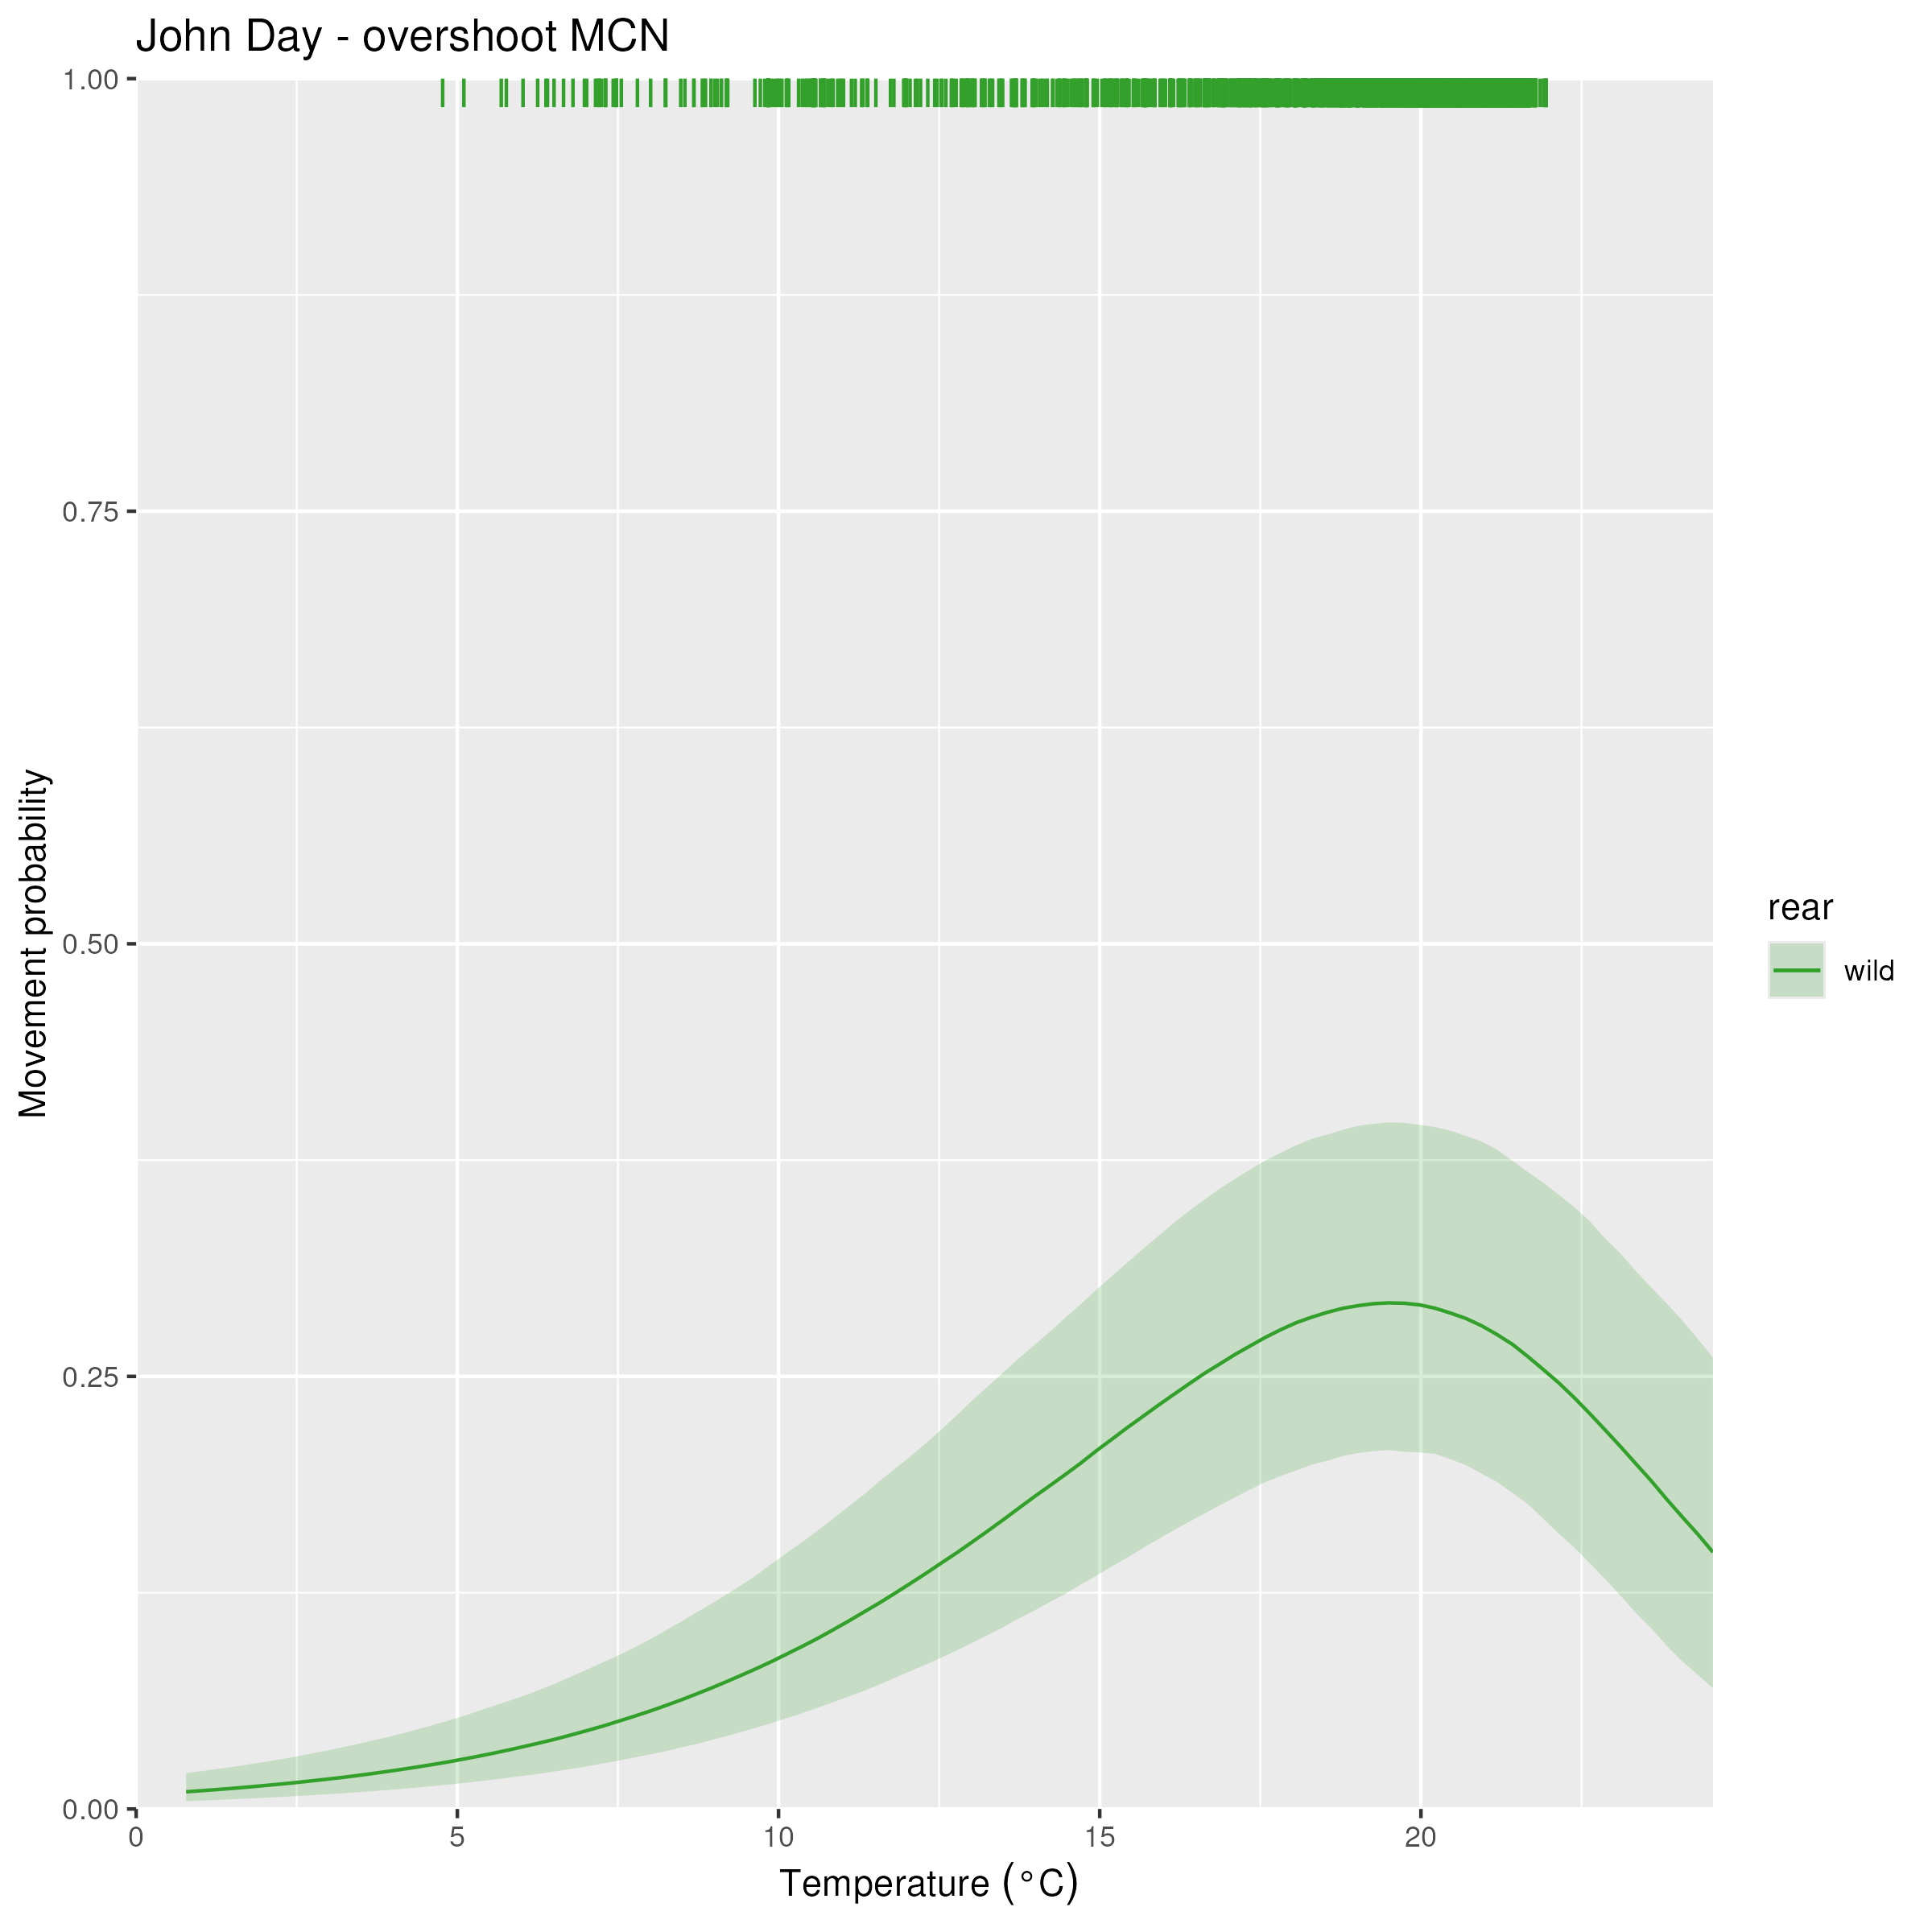 John Day - overshoot MCN
1.00
0.75
0.50
0.25
0.00
0
5
10
15
20
Movement probability
Temperature (°C)
rear
wild